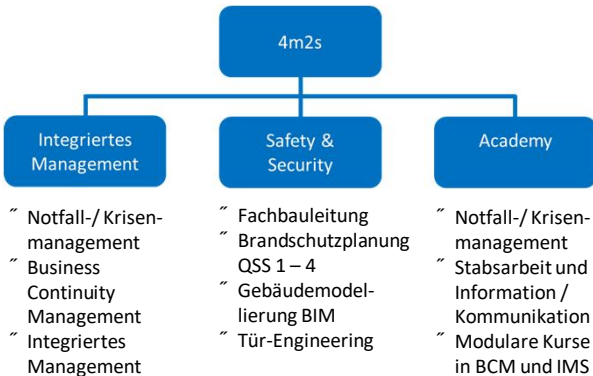 4m2s
Integriertes
Management
Safety &
Security
Academy
˝ Notfall-/ Krisen-
management
˝ Business
Continuity
Management
˝ Integriertes
Management
˝ Fachbauleitung
˝ Brandschutzplanung
QSS 1 – 4
˝ Gebäudemodel-
lierung BIM
˝ Tür-Engineering
˝ Notfall-/ Krisen-
management
˝ Stabsarbeit und
Information /
Kommunikation
˝ Modulare Kurse
in BCM und IMS